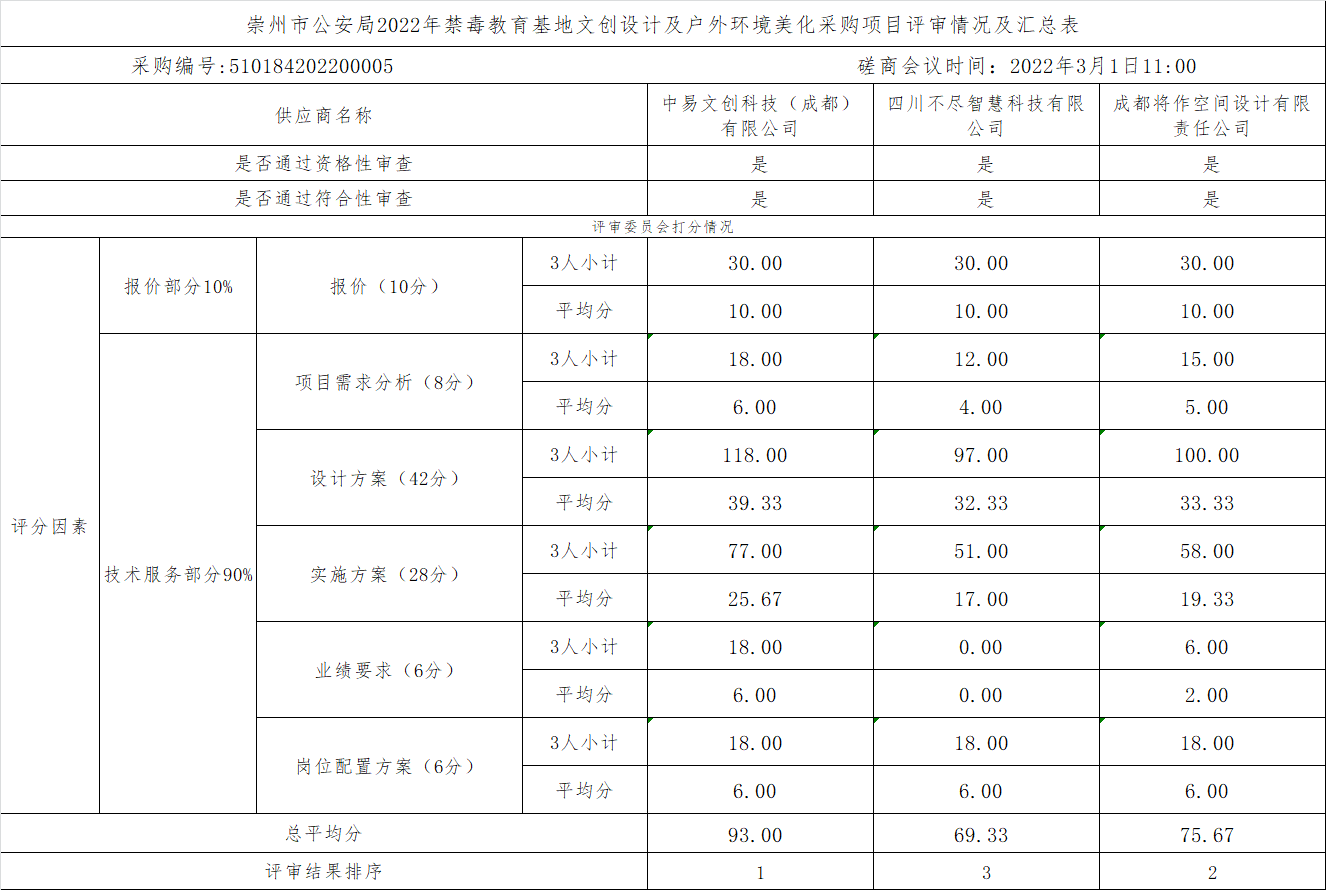 崇州市公安局2022年禁毒教育基地文创设计及户外环境美化采购项目评审情况及汇总表
采购编号:510184202200005 磋商会议时间：2022年3月1日11:00
供应商名称
中易文创科技（成都）
有限公司
四川不尽智慧科技有限
公司
成都将作空间设计有限
责任公司
是否通过资格性审查 是 是 是
是否通过符合性审查 是 是 是
评审委员会打分情况
评分因素
报价部分10%
报价（10分）
3人小计 30.00 30.00 30.00
平均分 10.00 10.00 10.00
技术服务部分90%
项目需求分析（8分）
3人小计 18.00 12.00 15.00
平均分 6.00 4.00 5.00
设计方案（42分）
3人小计 118.00 97.00 100.00
平均分 39.33 32.33 33.33
实施方案（28分）
3人小计 77.00 51.00 58.00
平均分 25.67 17.00 19.33
业绩要求（6分）
3人小计 18.00 0.00 6.00
平均分 6.00 0.00 2.00
岗位配置方案（6分）
3人小计 18.00 18.00 18.00
平均分 6.00 6.00 6.00
总平均分 93.00 69.33 75.67
评审结果排序 1 3 2